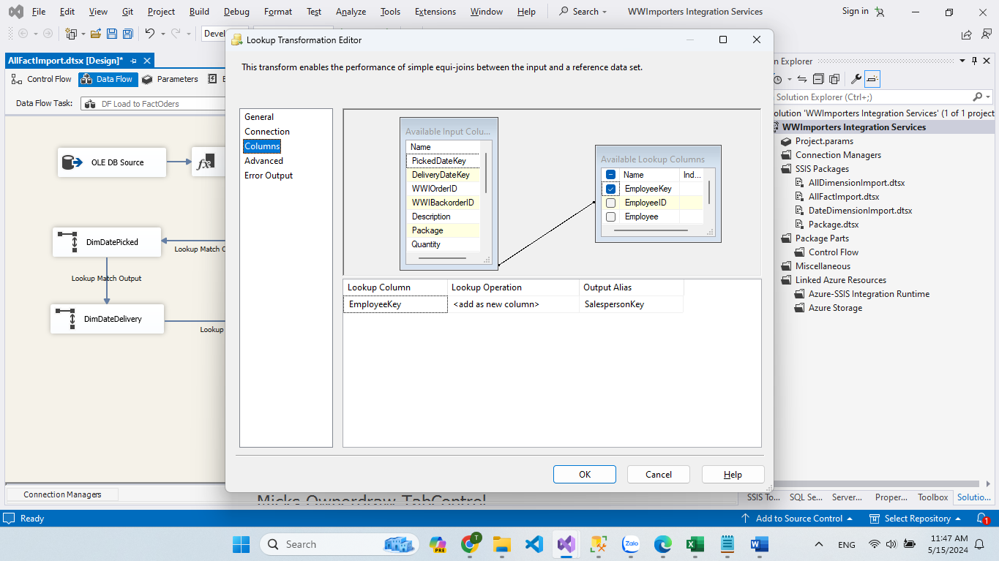 File Edit View Git Project Build Debug Format Test Analyze Tools Extensions Window Help Search WWImporters Integration Services Sign in
Devel
Lookup Transformation Editor
AllFactImport.dtsx [Design]*
Control Flow Data Flow Parameters E
Data Flow Task: DF Load to FactOders
OLE DB Source
fx
DimDatePicked
Lookup Match O
Lookup Match Output
DimDateDelivery
Lookup
Connection Managers
This transform enables the performance of simple equi-joins between the input and a reference data set.
General
Connection
Columns
Advanced
Error Output
Available Input Colu...
Name
PickedDateKey
DeliveryDateKey
WWIOrderID
WWIBackorderID
Description
Package
Quantity
Available Lookup Columns
Name Ind...
EmployeeKey
EmployeeID
Employee
Lookup Column Lookup Operation Output Alias
EmployeeKey <add as new column> SalespersonKey
OK Cancel Help
Micks Ownerdraw TabControl
n Explorer
Solution Explorer (Ctrl+;)
olution 'WWImporters Integration Services' (1 of 1 project
WWImporters Integration Services
Project.params
Connection Managers
SSIS Packages
AllDimensionImport.dtsx
AllFactImport.dtsx
DateDimensionImport.dtsx
Package.dtsx
Package Parts
Control Flow
Miscellaneous
Linked Azure Resources
Azure-SSIS Integration Runtime
Azure Storage
SSIS To... SQL Se... Server... Proper... Toolbox Solutio...
Ready Add to Source Control Select Repository 1
Search PRE T Zalo ENG 11:47 AM
5/15/2024